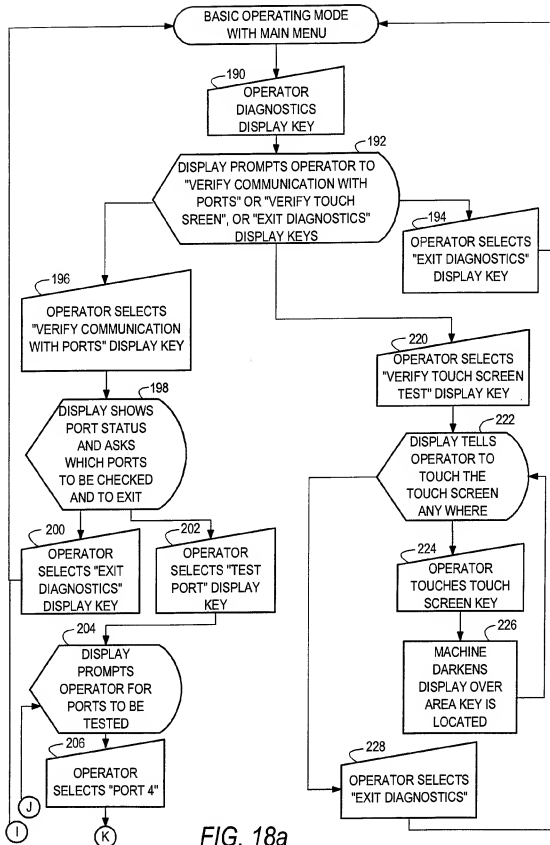 BASIC OPERATING MODE
WITH MAIN MENU
190
OPERATOR
DIAGNOSTICS
DISPLAY KEY
192
DISPLAY PROMPTS OPERATOR TO
"VERIFY COMMUNICATION WITH
PORTS" OR "VERIFY TOUCH
SREEN", OR "EXIT DIAGNOSTICS"
DISPLAY KEYS
194
OPERATOR SELECTS
"EXIT DIAGNOSTICS"
DISPLAY KEY
196
OPERATOR SELECTS
"VERIFY COMMUNICATION
WITH PORTS" DISPLAY KEY
198
DISPLAY SHOWS
PORT STATUS
AND ASKS
WHICH PORTS
TO BE CHECKED
AND TO EXIT
200
OPERATOR
SELECTS "EXIT
DIAGNOSTICS"
DISPLAY KEY
202
OPERATOR
SELECTS "TEST
PORT" DISPLAY
KEY
204
DISPLAY
PROMPTS
OPERATOR FOR
PORTS TO BE
TESTED
206
OPERATOR
SELECTS "PORT 4"
J
I
K
220
OPERATOR SELECTS
"VERIFY TOUCH SCREEN
TEST" DISPLAY KEY
222
DISPLAY TELLS
OPERATOR TO
TOUCH THE
TOUCH SCREEN
ANY WHERE
224
OPERATOR
TOUCHES TOUCH
SCREEN KEY
226
MACHINE
DARKENS
DISPLAY OVER
AREA KEY IS
LOCATED
228
OPERATOR SELECTS
"EXIT DIAGNOSTICS"
FIG. 18a